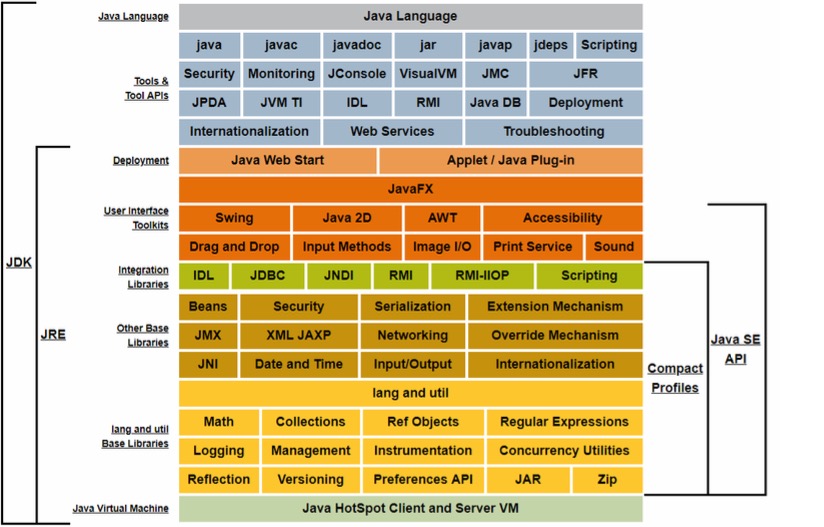 Java Language Java Language
java javac javadoc jar javap jdeps Scripting
Tools &
Tool APIs
Security Monitoring JConsole VisualVM JMC JFR
JPDA JVM TI IDL RMI Java DB Deployment
Internationalization Web Services Troubleshooting
Deployment Java Web Start Applet / Java Plug-in
JavaFX
User Interface
Toolkits
Swing Java 2D AWT Accessibility
Drag and Drop Input Methods Image I/O Print Service Sound
Integration
Libraries
IDL JDBC JNDI RMI RMI-IIOP Scripting
JDK
JRE
Other Base
Libraries
Beans Security Serialization Extension Mechanism
JMX XML JAXP Networking Override Mechanism
JNI Date and Time Input/Output Internationalization
Java SE
API
Compact
Profiles
lang and util
lang and util
Base Libraries
Math Collections Ref Objects Regular Expressions
Logging Management Instrumentation Concurrency Utilities
Reflection Versioning Preferences API JAR Zip
Java Virtual Machine Java HotSpot Client and Server VM